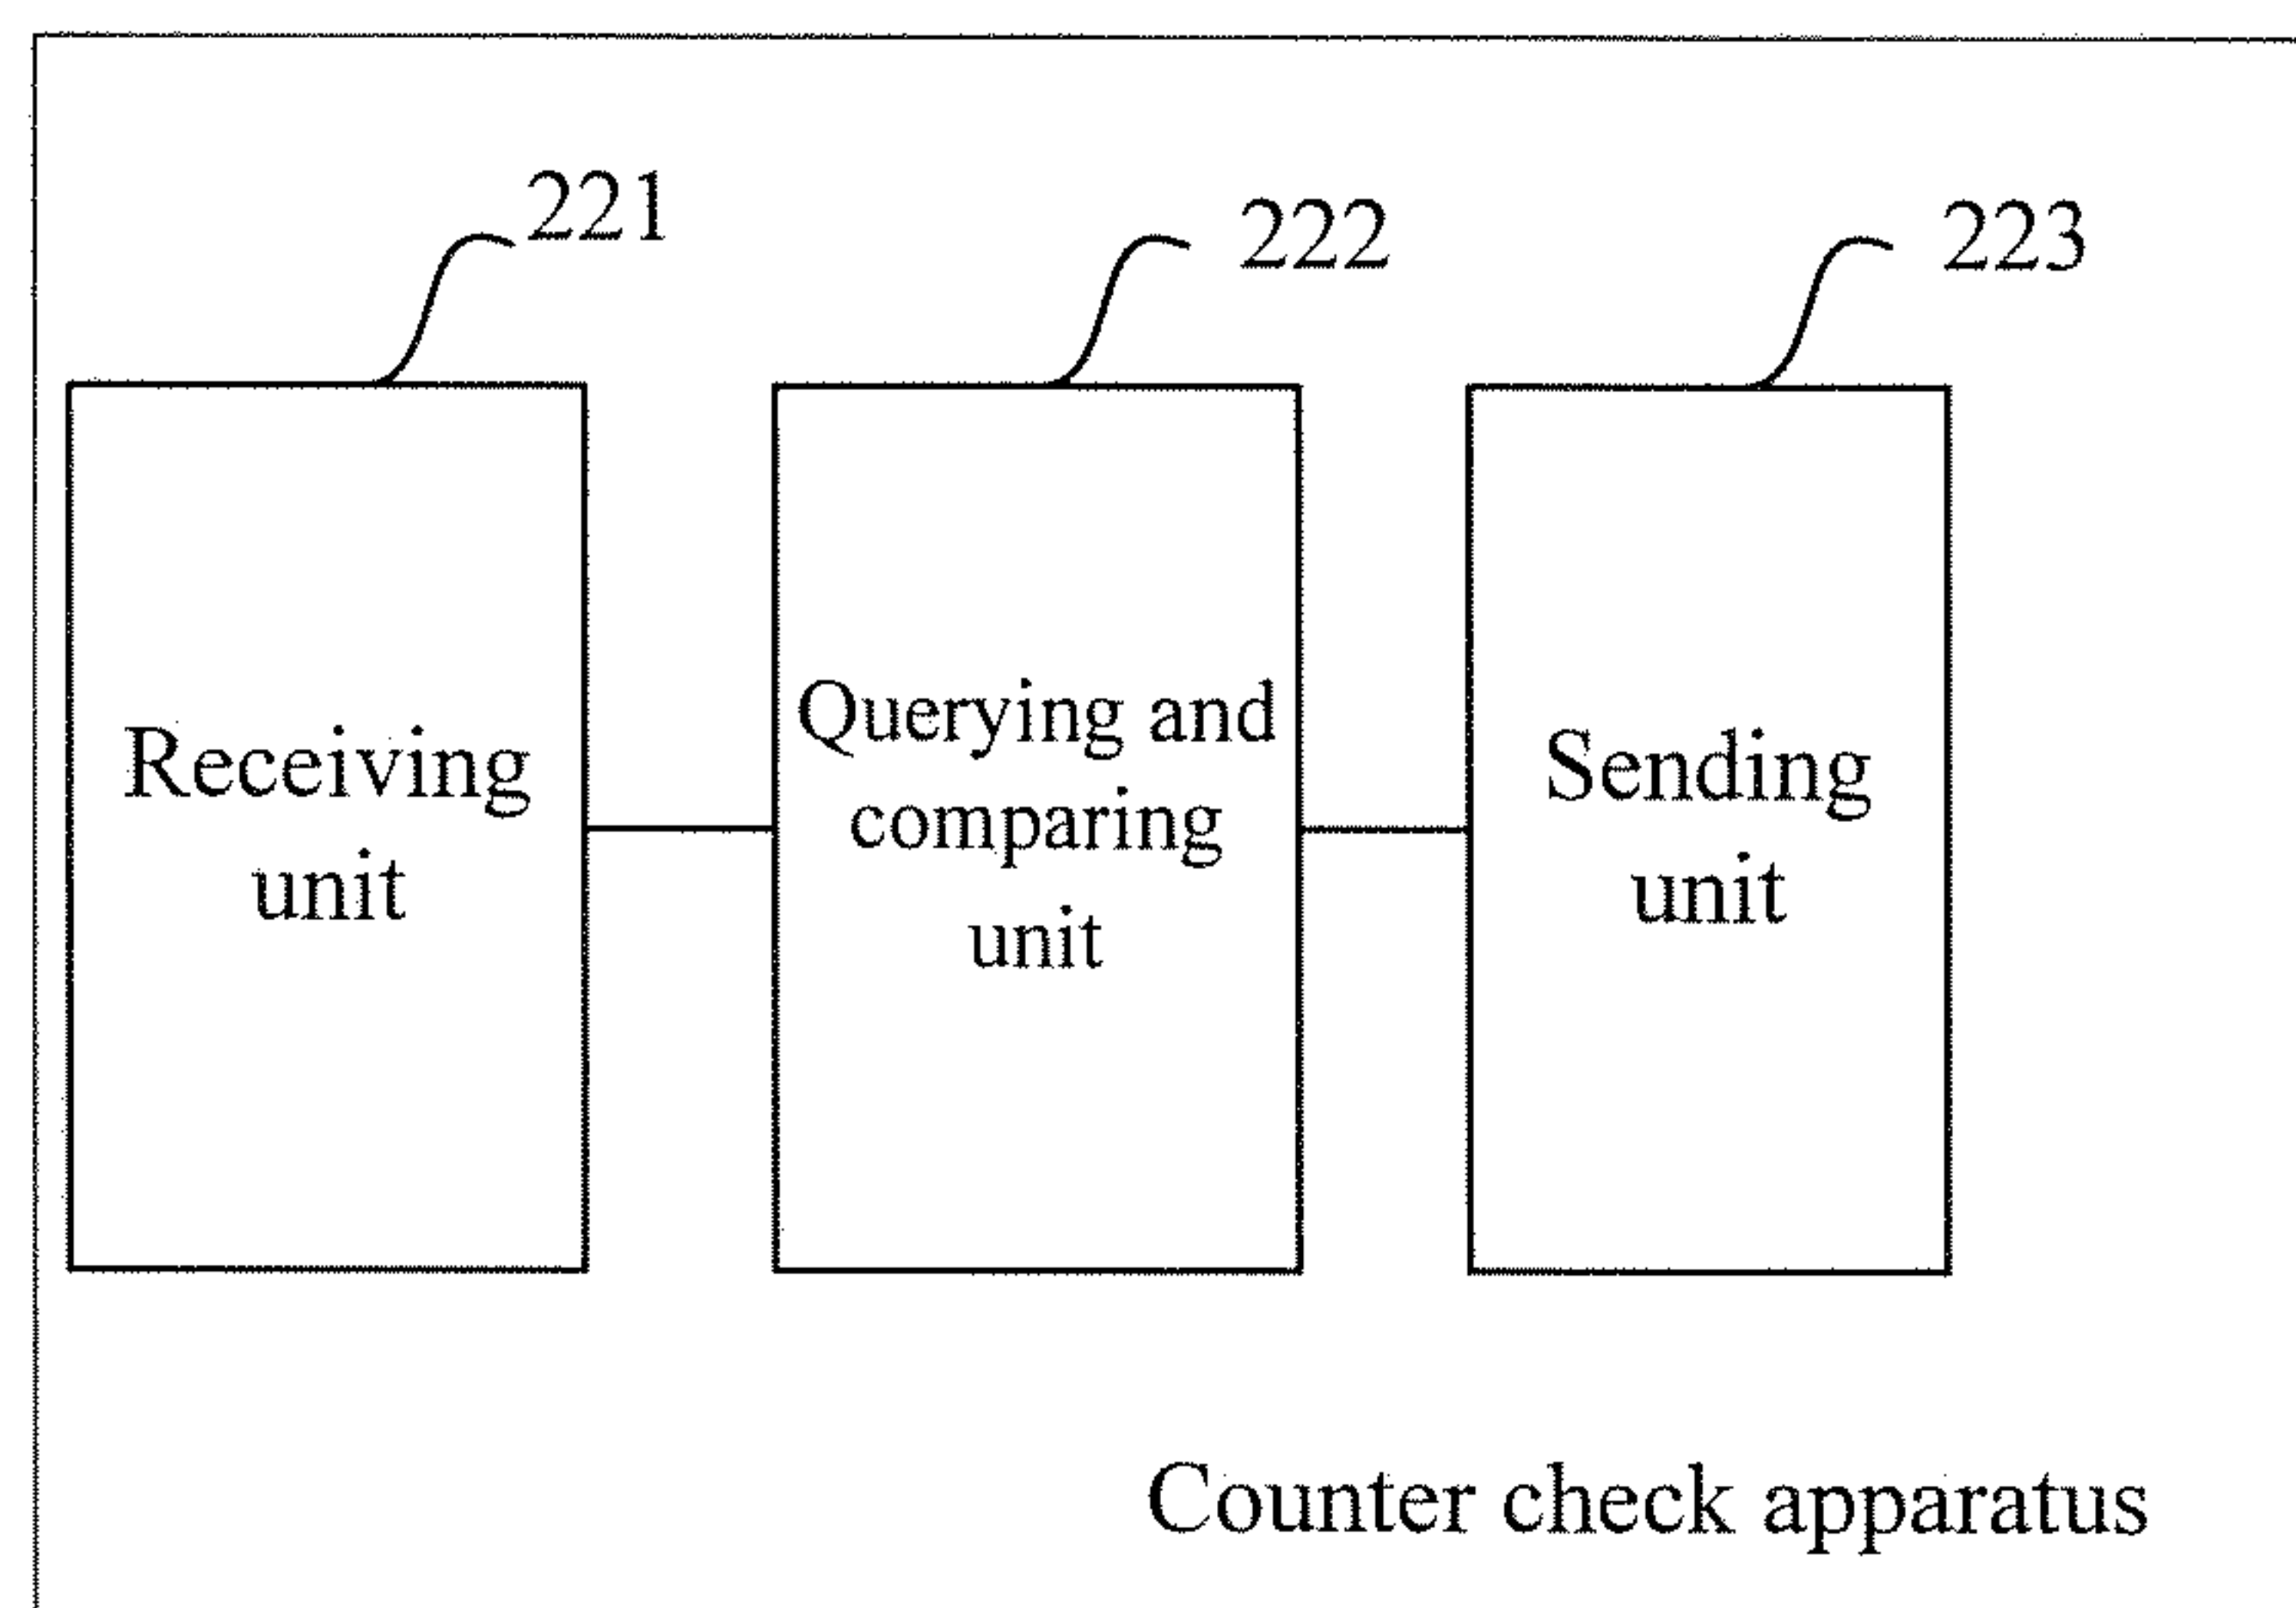 221
222
223
Receiving
unit
Querying and
comparing
unit
Sending
unit
Counter check apparatus